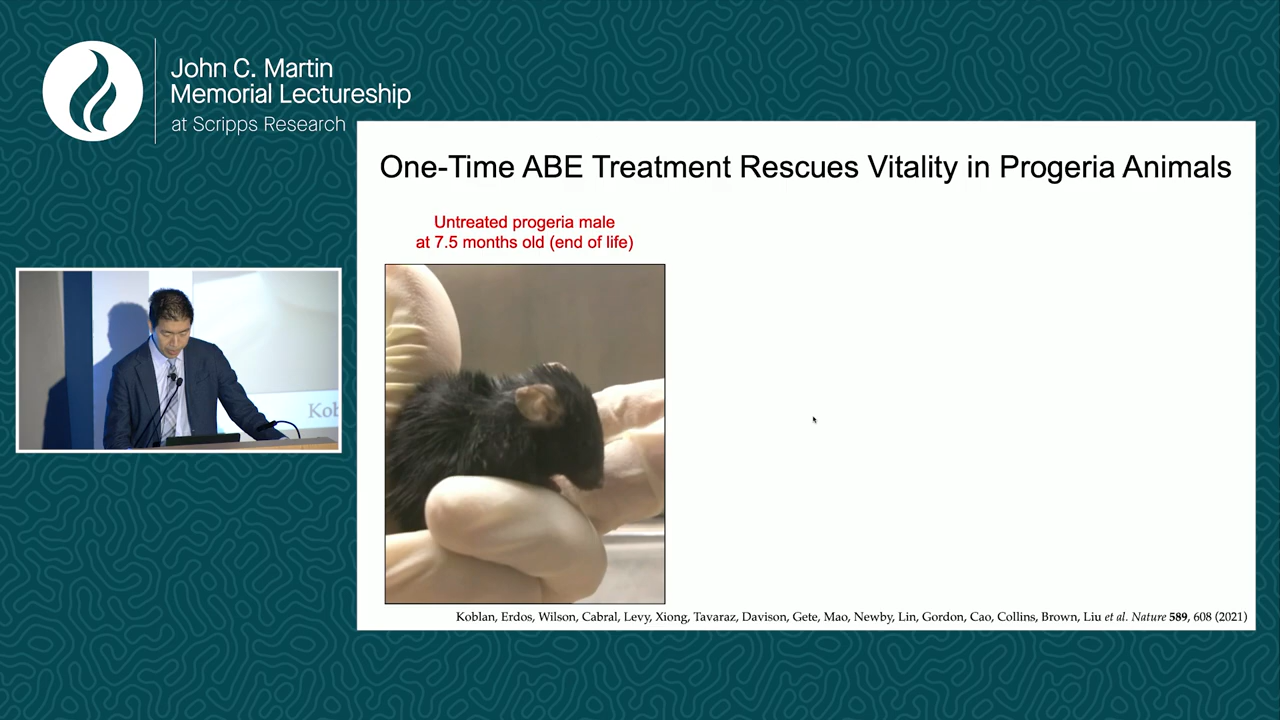 John C. Martin
Memorial Lectureship
at Scripps Research
One-Time ABE Treatment Rescues Vitality in Progeria Animals
Untreated progeria male
at 7.5 months old (end of life)
Kob
Koblan, Erdos, Wilson, Cabral, Levy, Xiong, Tavaraz, Davison, Gete, Mao, Newby, Lin, Gordon, Cao, Collins, Brown, Liu et al. Nature 589, 608 (2021)